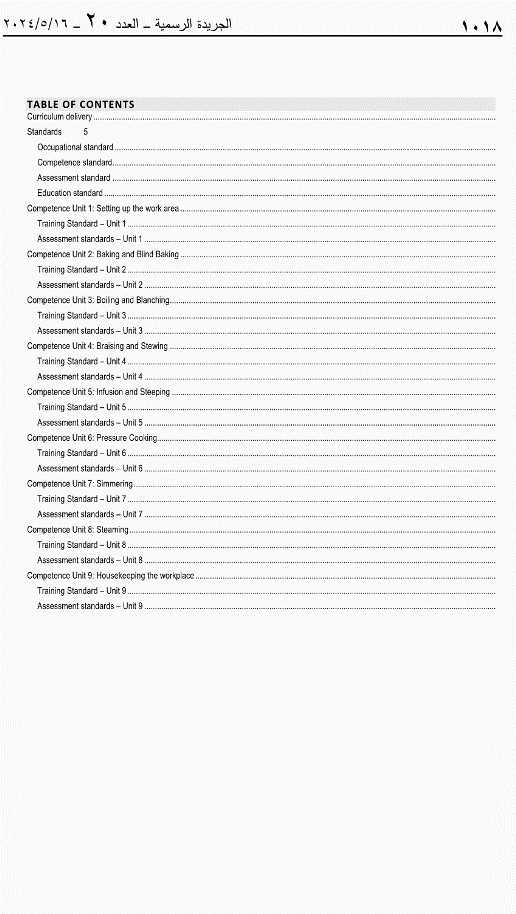 ١٠١٨ الجريدة الرسمية – العدد ٢٠ – ٢٠٢٤/٥/١٦
TABLE OF CONTENTS
Curriculum delivery
Standards 5
Occupational standard
Competence standard
Assessment standard
Education standard
Competence Unit 1: Setting up the work area
Training Standard – Unit 1
Assessment standards – Unit 1
Competence Unit 2: Baking and Blind Baking
Training Standard – Unit 2
Assessment standards – Unit 2
Competence Unit 3: Boiling and Blanching
Training Standard – Unit 3
Assessment standards – Unit 3
Competence Unit 4: Braising and Stewing
Training Standard – Unit 4
Assessment standards – Unit 4
Competence Unit 5: Infusion and Steeping
Training Standard – Unit 5
Assessment standards – Unit 5
Competence Unit 6: Pressure Cooking
Training Standard – Unit 6
Assessment standards – Unit 6
Competence Unit 7: Simmering
Training Standard – Unit 7
Assessment standards – Unit 7
Competence Unit 8: Steaming
Training Standard – Unit 8
Assessment standards – Unit 8
Competence Unit 9: Housekeeping the workplace
Training Standard – Unit 9
Assessment standards – Unit 9